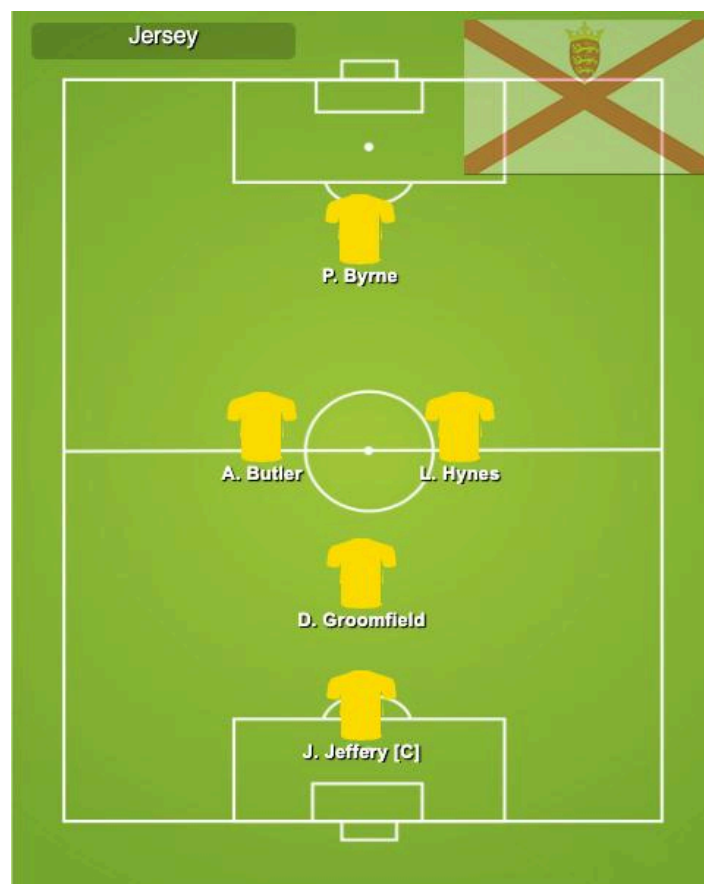 Jersey
P. Byrne
A. Butler
L. Hynes
D. Groomfield
J. Jeffery [C]